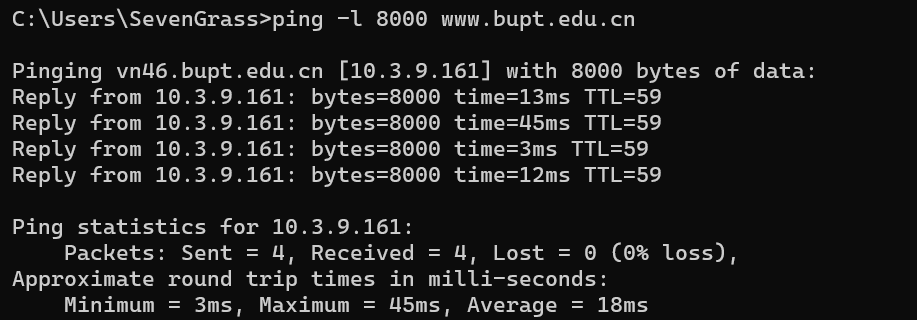 C:\Users\SevenGrass>ping -l 8000 www.bupt.edu.cn
Pinging vn46.bupt.edu.cn [10.3.9.161] with 8000 bytes of data:
Reply from 10.3.9.161: bytes=8000 time=13ms TTL=59
Reply from 10.3.9.161: bytes=8000 time=45ms TTL=59
Reply from 10.3.9.161: bytes=8000 time=3ms TTL=59
Reply from 10.3.9.161: bytes=8000 time=12ms TTL=59
Ping statistics for 10.3.9.161:
    Packets: Sent = 4, Received = 4, Lost = 0 (0% loss),
Approximate round trip times in milli-seconds:
    Minimum = 3ms, Maximum = 45ms, Average = 18ms